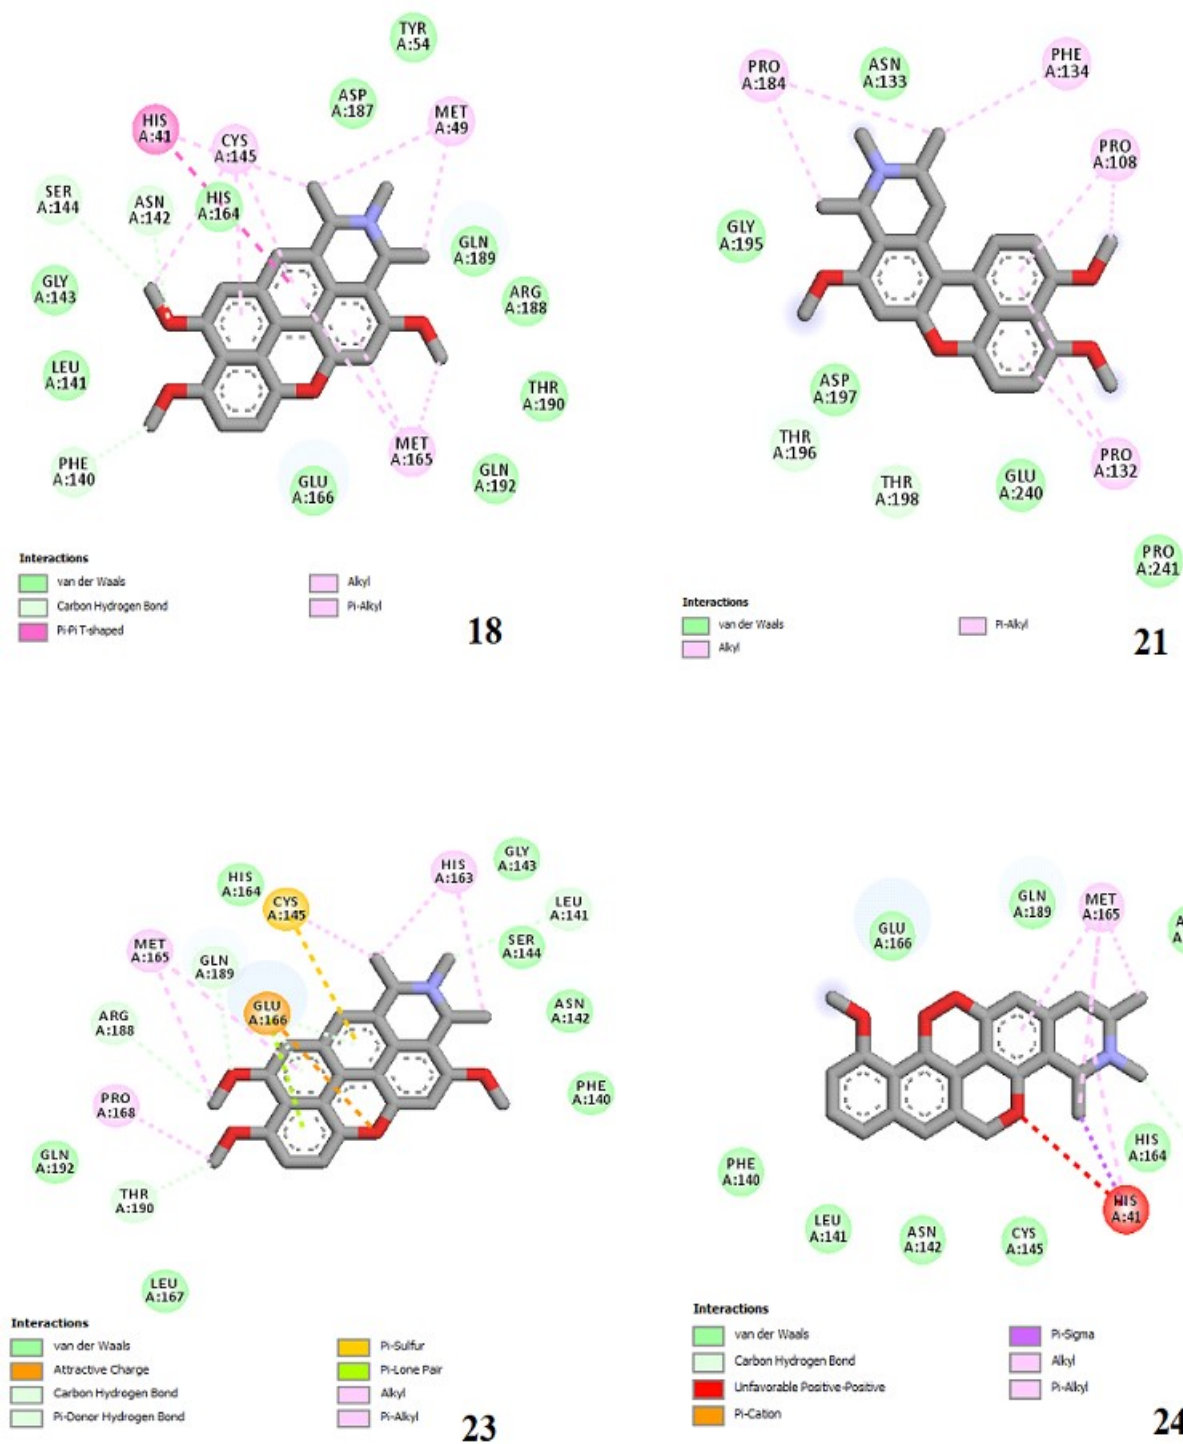 TYR
A:54
ASP
A:187
HIS
A:41
CYS
A:145
MET
A:49
SER
A:144
ASN
A:142
HIS
A:164
GLN
A:189
GLY
A:143
ARG
A:188
LEU
A:141
THR
A:190
PHE
A:140
MET
A:165
GLU
A:166
GLN
A:192
Interactions
van der Waals
Carbon Hydrogen Bond
Pi-Pi T-shaped
Alkyl
Pi-Alkyl
18
PRO
A:184
ASN
A:133
PHE
A:134
PRO
A:108
N
GLY
A:195
ASP
A:197
THR
A:196
THR
A:198
GLU
A:240
PRO
A:132
PRO
A:241
Interactions
van der Waals
Alkyl
Pi-Alkyl
21
HIS
A:164
CYS
A:145
HIS
A:163
GLY
A:143
LEU
A:141
MET
A:165
GLN
A:189
SER
A:144
GLU
A:166
ASN
A:142
ARG
A:188
PHE
A:140
PRO
A:168
GLN
A:192
THR
A:190
LEU
A:167
Interactions
van der Waals
Attractive Charge
Carbon Hydrogen Bond
Pi-Donor Hydrogen Bond
Pi-Sulfur
Pi-Lone Pair
Alkyl
Pi-Alkyl
23
GLU
A:166
GLN
A:189
MET
A:165
PHE
A:140
LEU
A:141
ASN
A:142
CYS
A:145
HIS
A:164
HIS
A:41
Interactions
van der Waals
Carbon Hydrogen Bond
Unfavorable Positive-Positive
Pi-Cation
Pi-Sigma
Alkyl
Pi-Alkyl
24